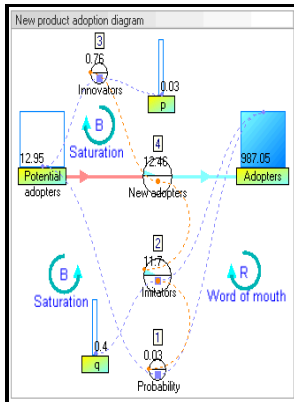 New product adoption diagram
3
0.76
Innovators
0.03
p
B
Saturation
12.95
Potential
adopters
4
12.46
New adopters
987.05
Adopters
2
11.7
Imitators
B
Saturation
R
Word of mouth
0.4
q
1
0.03
Probability